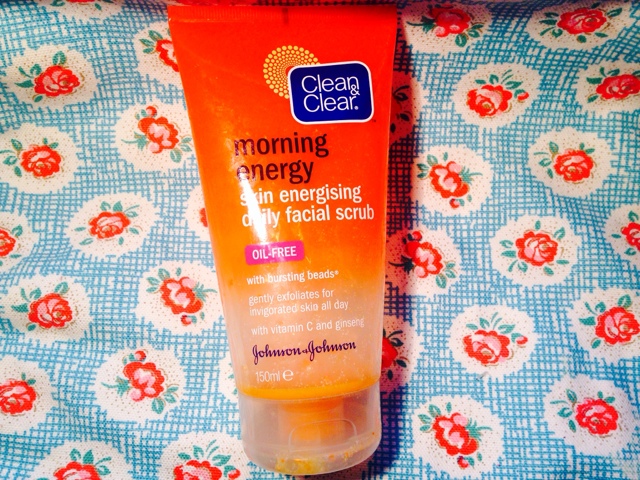 Clean &
Clear®
morning
energy
skin energising
daily facial scrub
OIL-FREE
with bursting beads®
gently exfoliates for
invigorated skin all day
with vitamin C and ginseng
Johnson & Johnson
150ml ℮